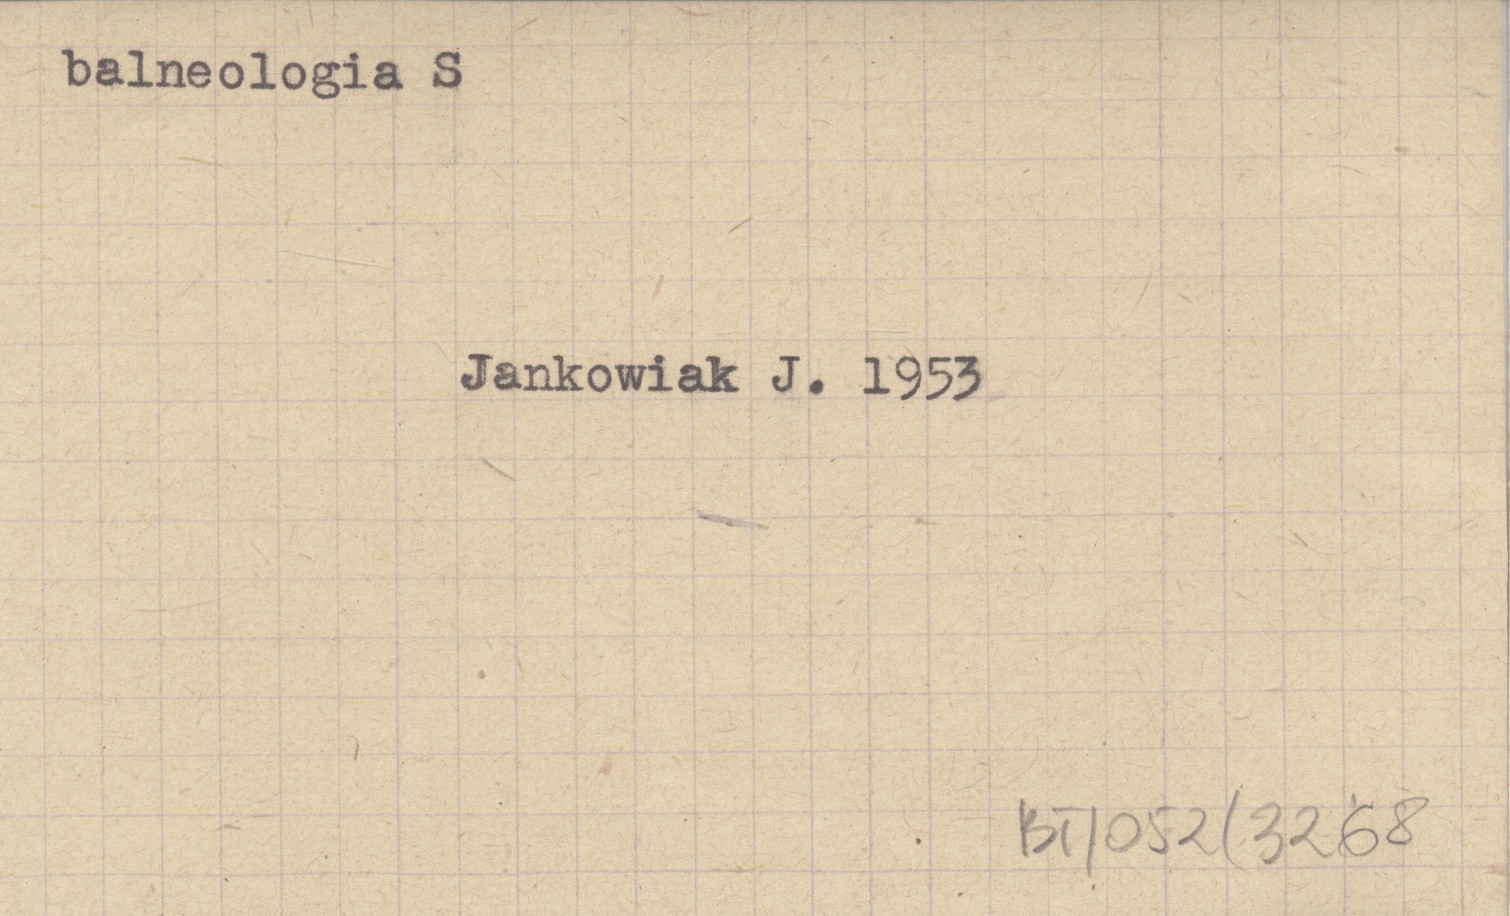 balneologia S
Jankowiak J. 1953
BT/052(3268